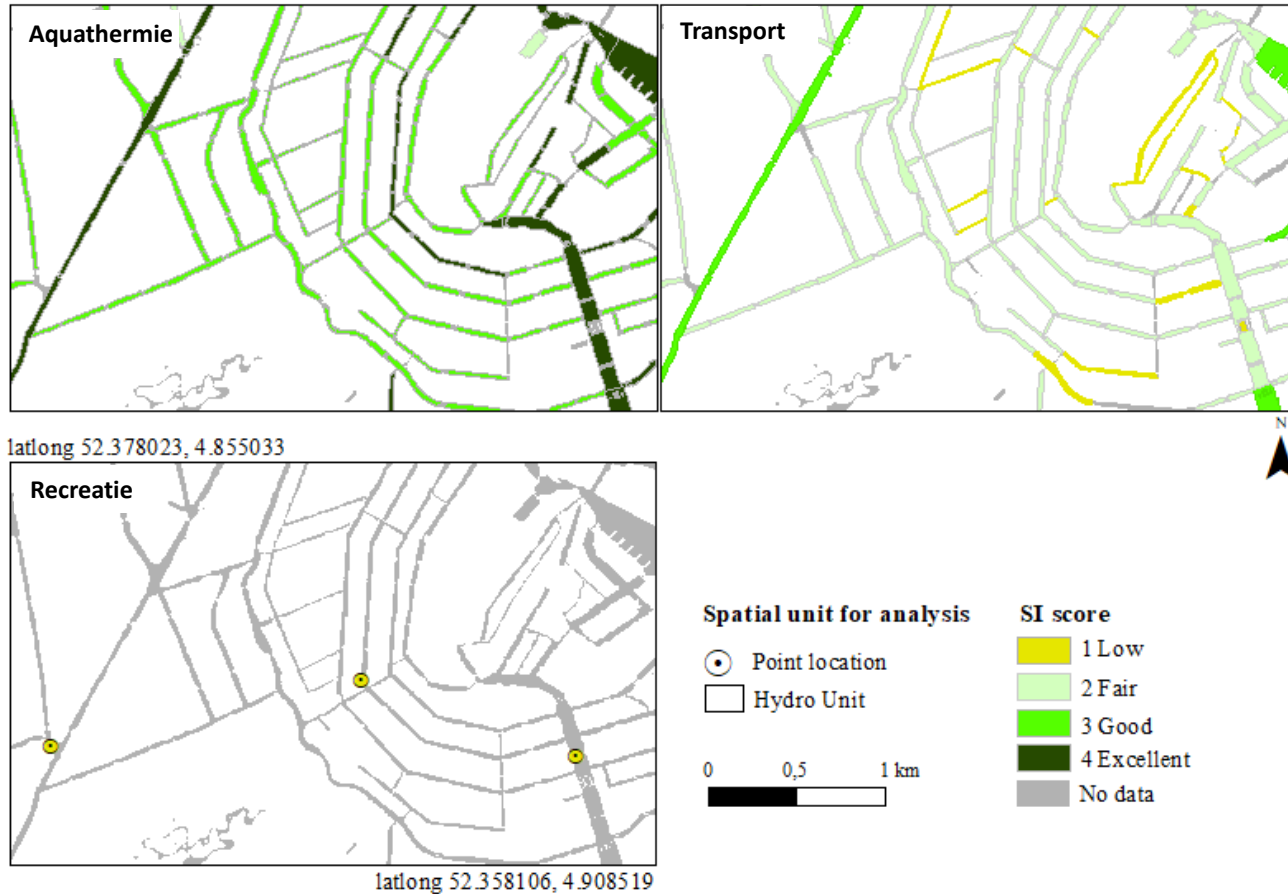 Aquathermie
Transport
latlong 52.378023, 4.855033
N
Recreatie
Spatial unit for analysis
Point location
Hydro Unit
0 0,5 1 km
SI score
1 Low
2 Fair
3 Good
4 Excellent
No data
latlong 52.358106, 4.908519